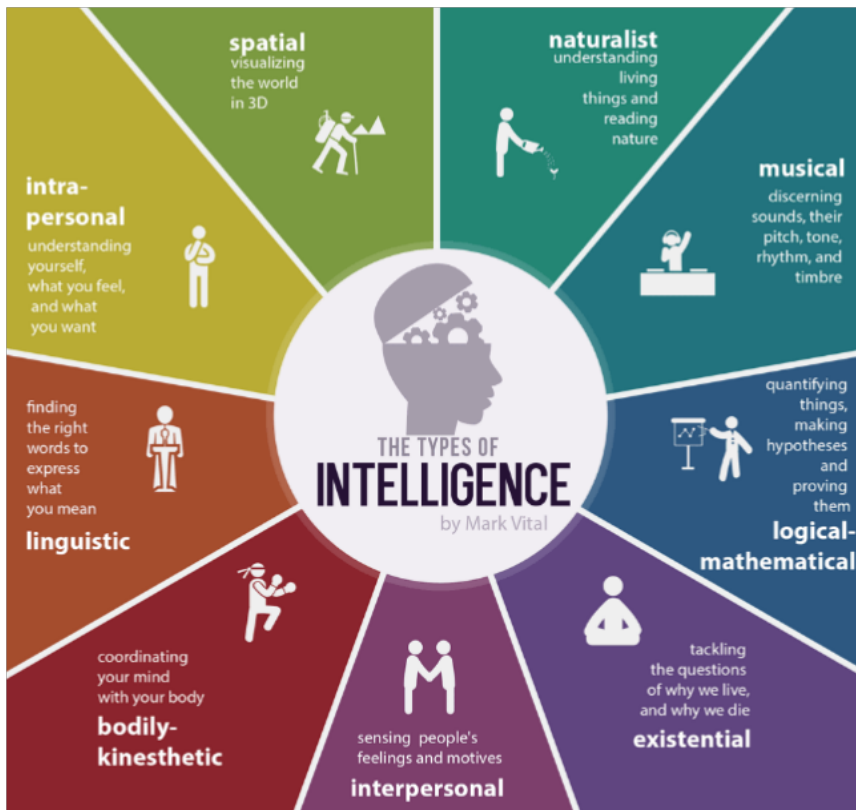 spatial
visualizing
the world
in 3D
naturalist
understanding
living
things and
reading
nature
musical
discerning
sounds, their
pitch, tone,
rhythm, and
timbre
quantifying
things,
making
hypotheses
and
proving
them
logical-
mathematical
tackling
the questions
of why we live,
and why we die
existential
sensing people's
feelings and motives
interpersonal
coordinating
your mind
with your body
bodily-
kinesthetic
finding
the right
words to
express
what
you mean
linguistic
intra-
personal
understanding
yourself,
what you feel,
and what
you want
THE TYPES OF
INTELLIGENCE
by Mark Vital